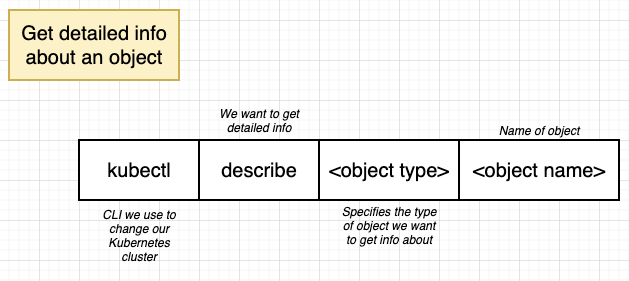 Get detailed info
about an object
We want to get
detailed info
Name of object
kubectl
describe
<object type>
<object name>
CLI we use to
change our
Kubernetes
cluster
Specifies the type
of object we want
to get info about